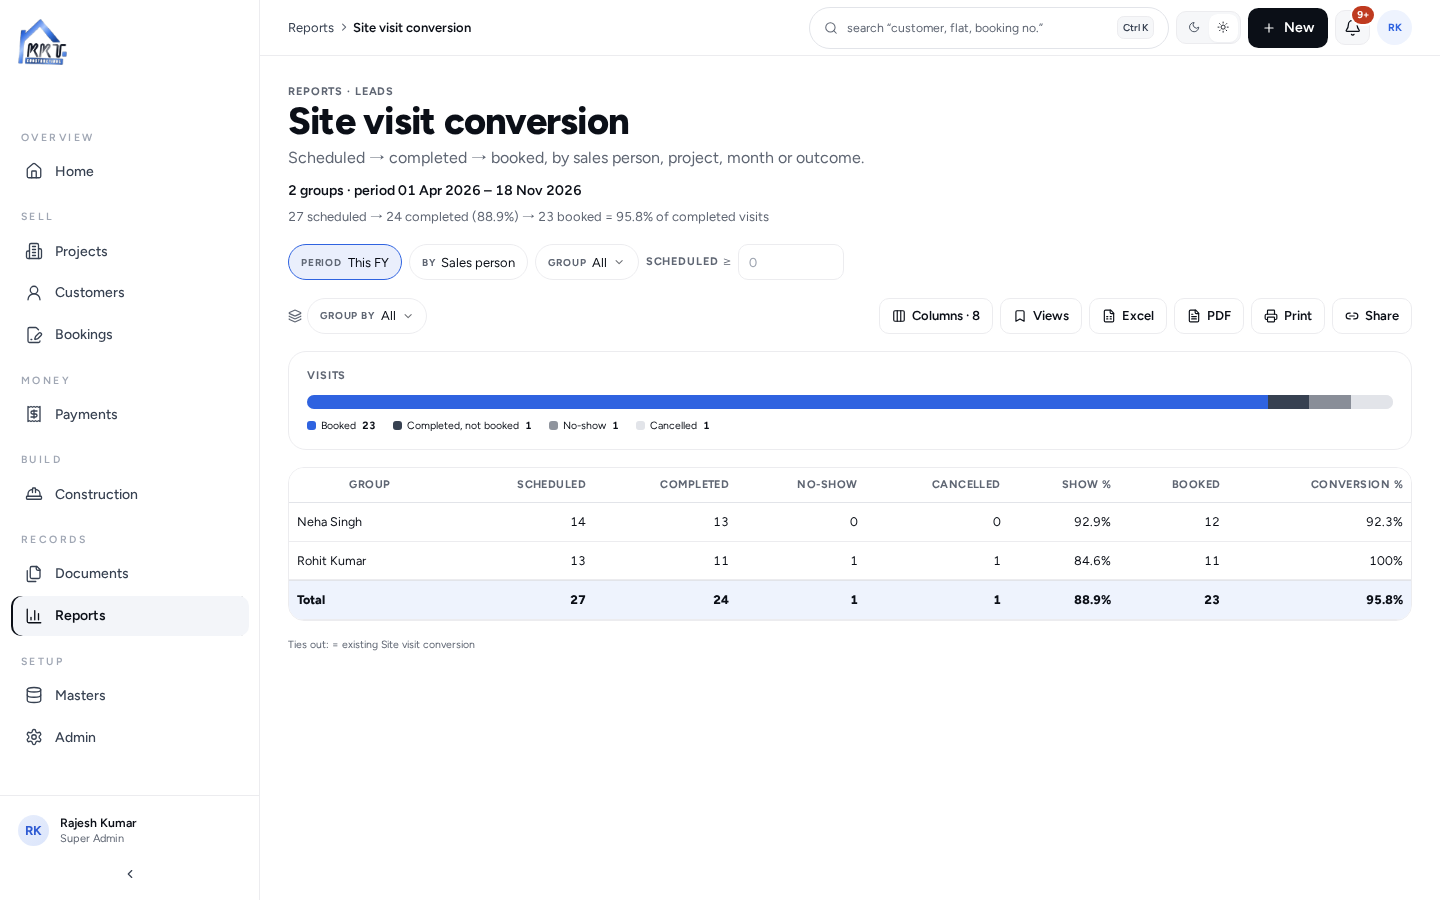 RKT
CONSTRUCTIONS
OVERVIEW
Home
SELL
Projects
Customers
Bookings
MONEY
Payments
BUILD
Construction
RECORDS
Documents
Reports
SETUP
Masters
Admin
RK
Rajesh Kumar
Super Admin
Reports > Site visit conversion
search “customer, flat, booking no.” Ctrl K
New
9+
RK
REPORTS · LEADS
Site visit conversion
Scheduled → completed → booked, by sales person, project, month or outcome.
2 groups · period 01 Apr 2026 – 18 Nov 2026
27 scheduled → 24 completed (88.9%) → 23 booked = 95.8% of completed visits
PERIOD This FY BY Sales person GROUP All SCHEDULED ≥ 0
GROUP BY All Columns · 8 Views Excel PDF Print Share
VISITS
Booked 23 Completed, not booked 1 No-show 1 Cancelled 1
GROUP SCHEDULED COMPLETED NO-SHOW CANCELLED SHOW % BOOKED CONVERSION %
Neha Singh 14 13 0 0 92.9% 12 92.3%
Rohit Kumar 13 11 1 1 84.6% 11 100%
Total 27 24 1 1 88.9% 23 95.8%
Ties out: = existing Site visit conversion